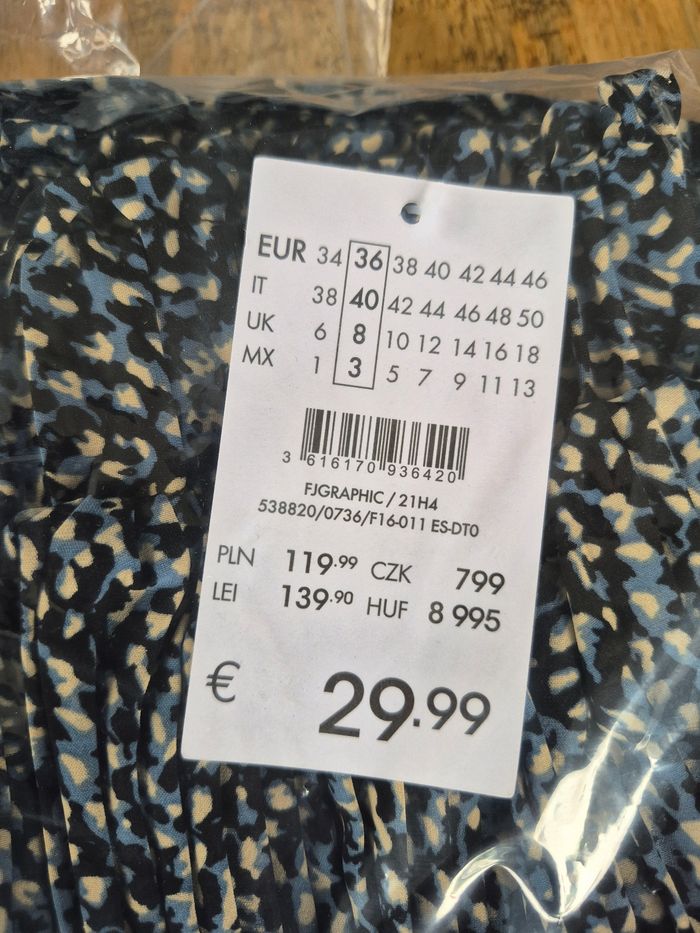 EUR 34 36 38 40 42 44 46
IT 38 40 42 44 46 48 50
UK 6 8 10 12 14 16 18
MX 1 3 5 7 9 11 13
3 616170 936420
FJGRAPHIC / 21H4
538820/0736/F16-011 ES-DT0
PLN 119.99 CZK 799
LEI 139.90 HUF 8 995
€ 29.99